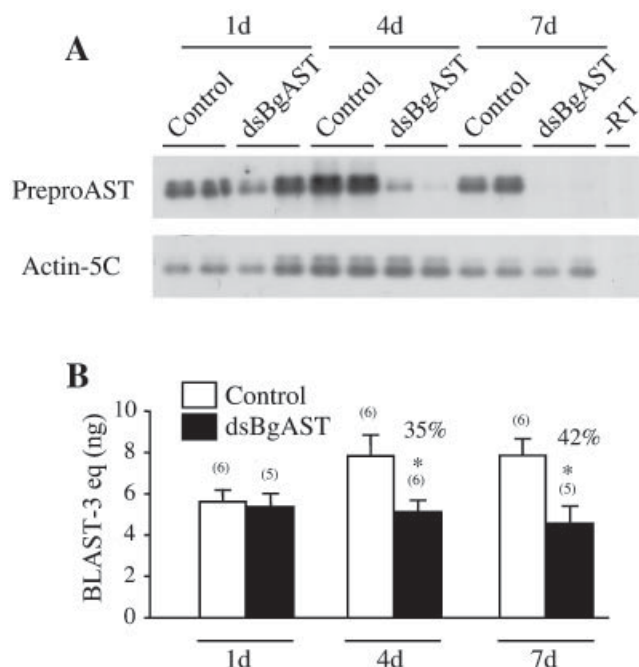 A
1d 4d 7d
Control dsBgAST Control dsBgAST Control dsBgAST -RT
PreproAST
Actin-5C
B
Control
dsBgAST
BLAST-3 eq (ng)
8
6
4
2
0
(6) (5)
(6) 35%
*
(6)
(6) 42%
*
(5)
1d 4d 7d